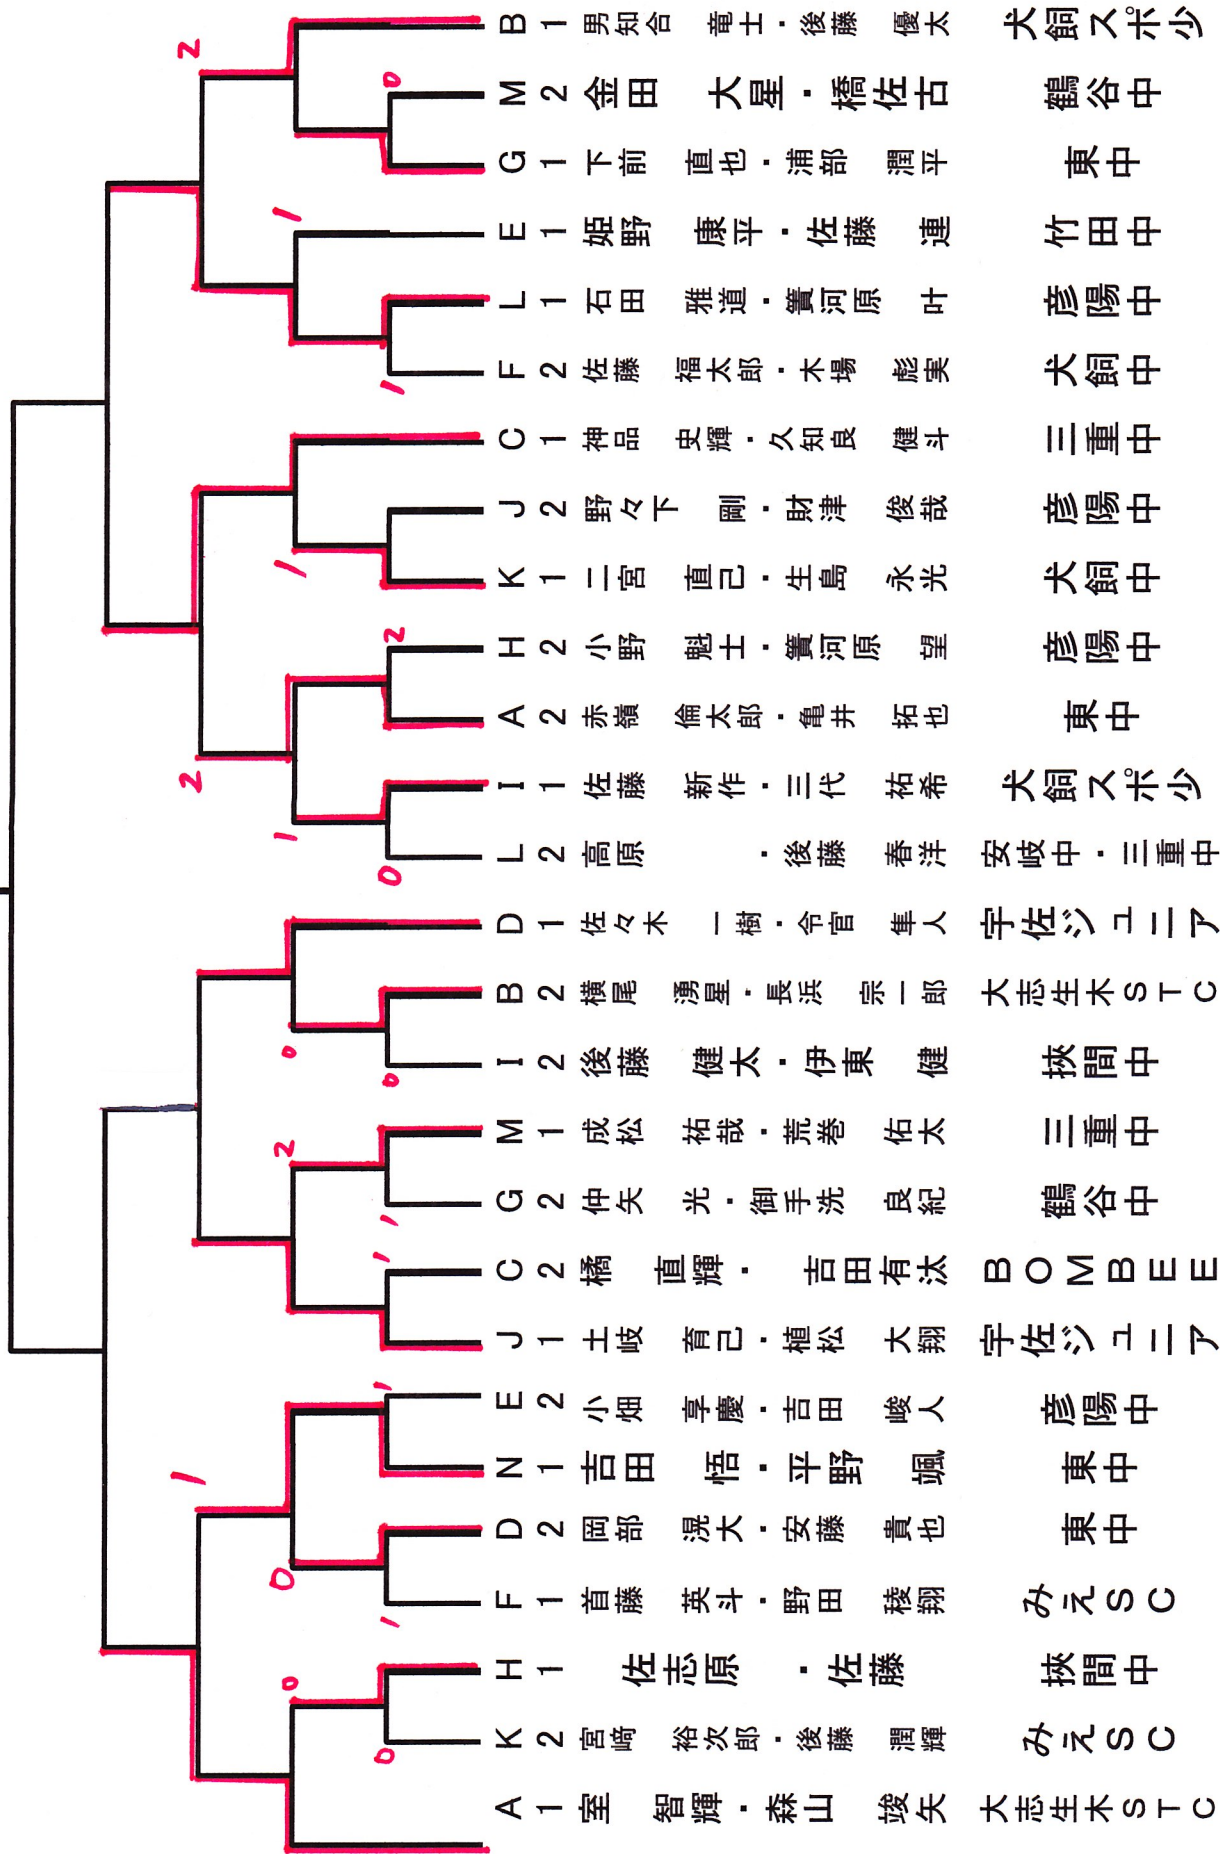 B 1 男知合 竜士・後藤 優太 犬飼スポ少
2
0
M 2 金田 大星・橋佐古 鶴谷中
G 1 下前 直也・浦部 潤平 東中
1
E 1 姫野 康平・佐藤 連 竹田中
L 1 石田 雅道・簀河原 叶 彦陽中
F 2 佐藤 福太郎・木場 彪実 犬飼中
1
C 1 神品 史輝・久知良 健斗 三重中
J 2 野々下 剛・財津 俊哉 彦陽中
1
K 1 二宮 直己・生島 永光 犬飼中
2
H 2 小野 魁士・簀河原 望 彦陽中
A 2 赤嶺 倫太郎・亀井 拓也 東中
2
I 1 佐藤 新作・三代 祐希 犬飼スポ少
1
L 2 高原 ・後藤 春洋 安岐中・三重中
0
D 1 佐々木 一樹・令官 隼人 宇佐ジュニア
B 2 横尾 湧星・長浜 宗一郎 大志生木STC
0
I 2 後藤 健太・伊東 健 挾間中
0
M 1 成松 祐哉・荒巻 佑太 三重中
2
G 2 仲矢 光・御手洗 良紀 鶴谷中
1
1
C 2 橘 直輝・ 吉田有汰 BOMBEE
J 1 土岐 育己・植松 大翔 宇佐ジュニア
1
E 2 小畑 享慶・吉田 峻人 彦陽中
N 1 吉田 悟・平野 颯 東中
1
D 2 岡部 滉大・安藤 貴也 東中
0
F 1 首藤 英斗・野田 稜翔 みえSC
1
H 1 佐志原 ・佐藤 挾間中
0
K 2 宮崎 裕次郎・後藤 潤輝 みえSC
0
A 1 室 智輝・森山 竣矢 大志生木STC